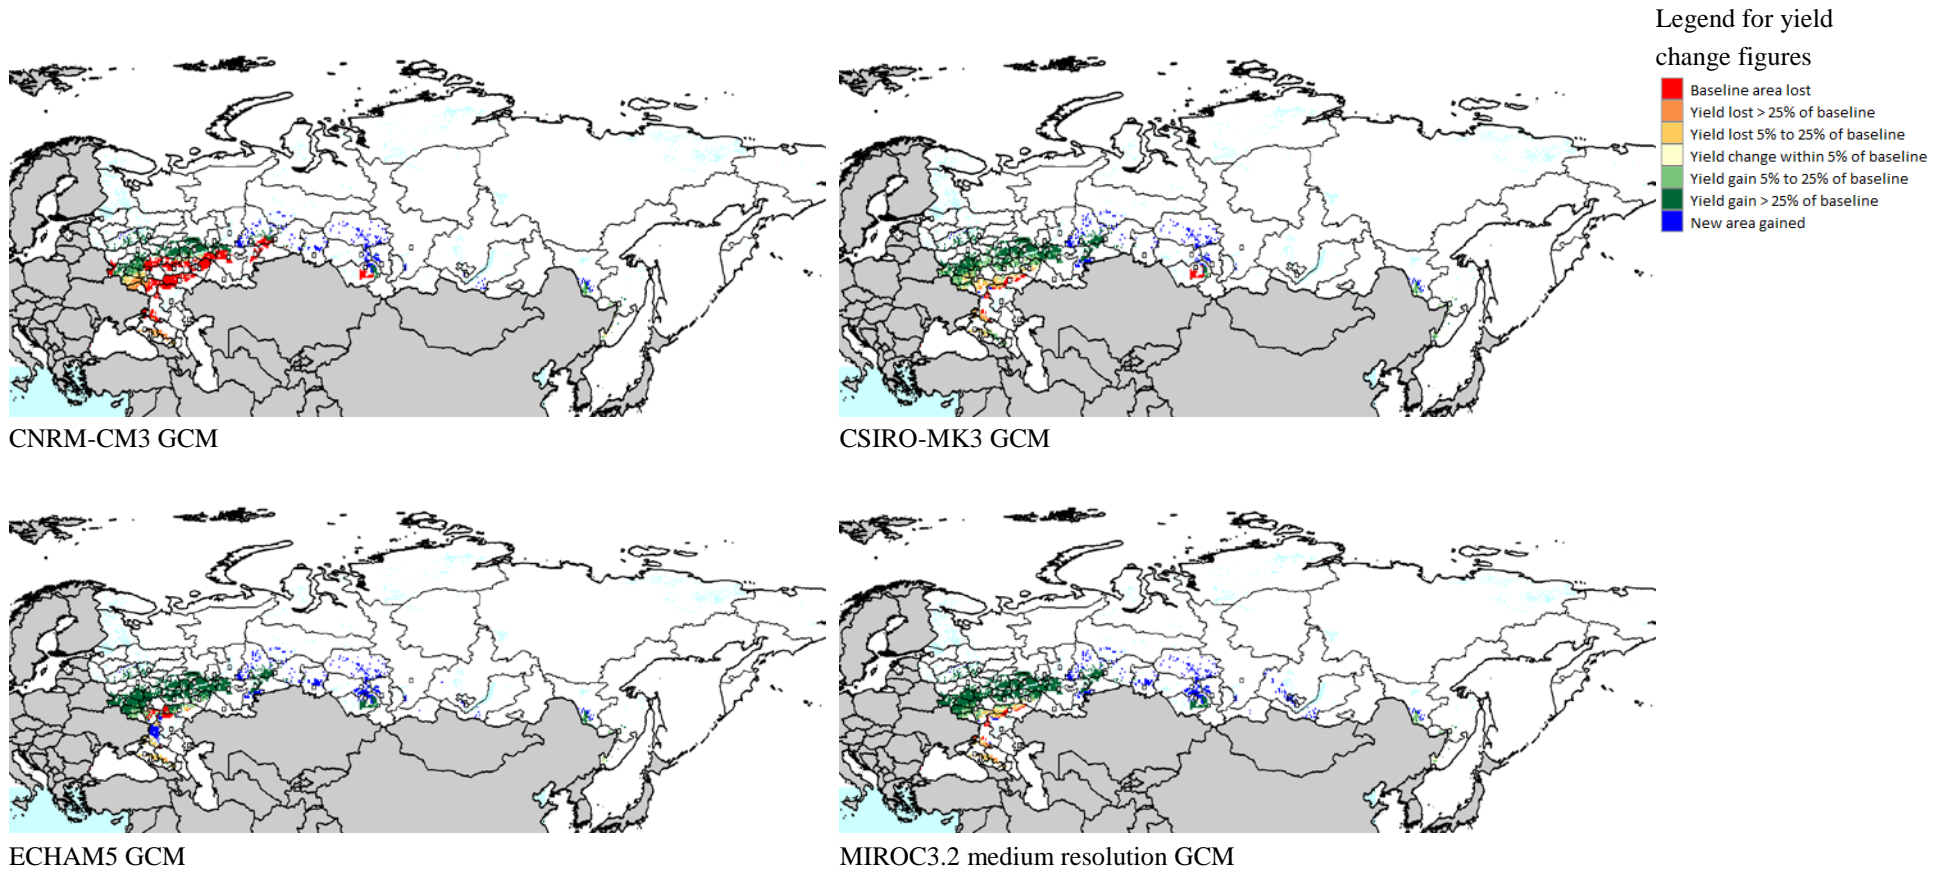 Legend for yield
change figures
Baseline area lost
Yield lost > 25% of baseline
Yield lost 5% to 25% of baseline
Yield change within 5% of baseline
Yield gain 5% to 25% of baseline
Yield gain > 25% of baseline
New area gained
CNRM-CM3 GCM
CSIRO-MK3 GCM
ECHAM5 GCM
MIROC3.2 medium resolution GCM